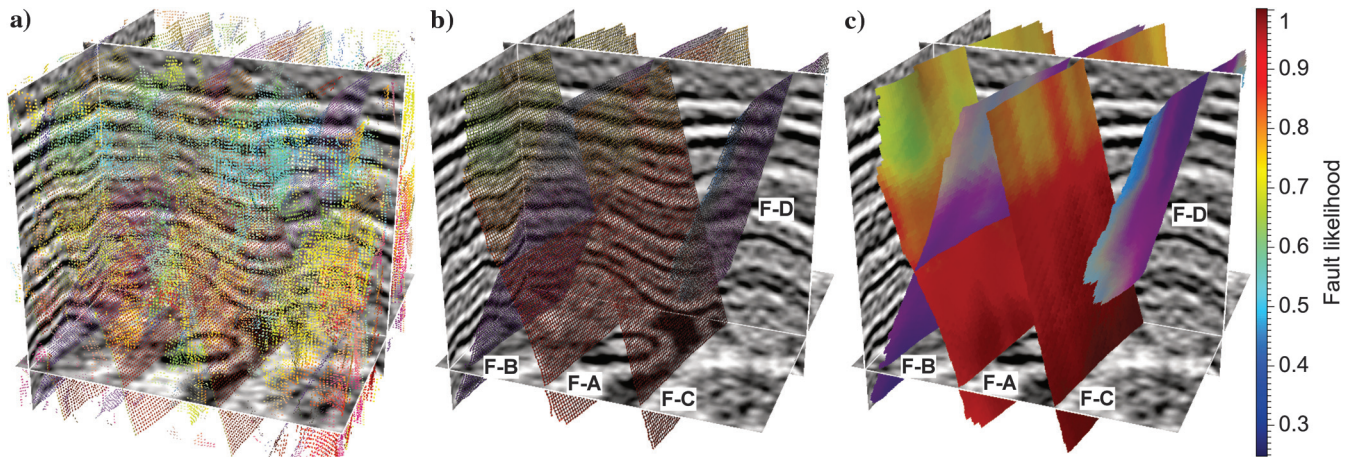 a)
b)
c)
F-D
F-B
F-A
F-C
F-D
F-B
F-A
F-C
1
0.9
0.8
0.7
0.6
0.5
0.4
0.3
Fault likelihood